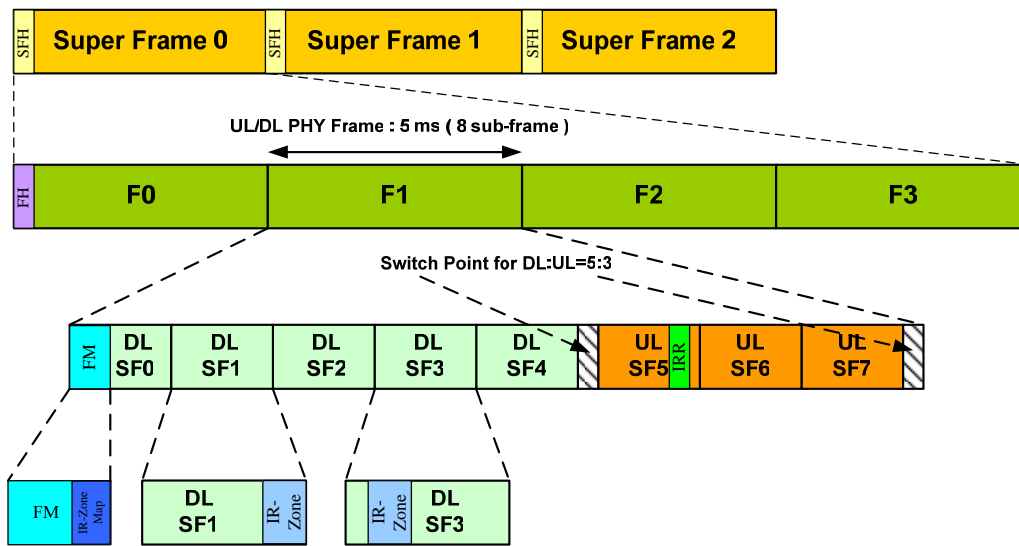 SFH
Super Frame 0
SFH
Super Frame 1
SFH
Super Frame 2
UL/DL PHY Frame : 5 ms ( 8 sub-frame )
FH
F0
F1
F2
F3
Switch Point for DL:UL=5:3
FM
DL
SF0
DL
SF1
DL
SF2
DL
SF3
DL
SF4
UL
SF5
IRR
UL
SF6
UL
SF7
FM
IR-Zone
Map
DL
SF1
IR-
Zone
IR-
Zone
DL
SF3